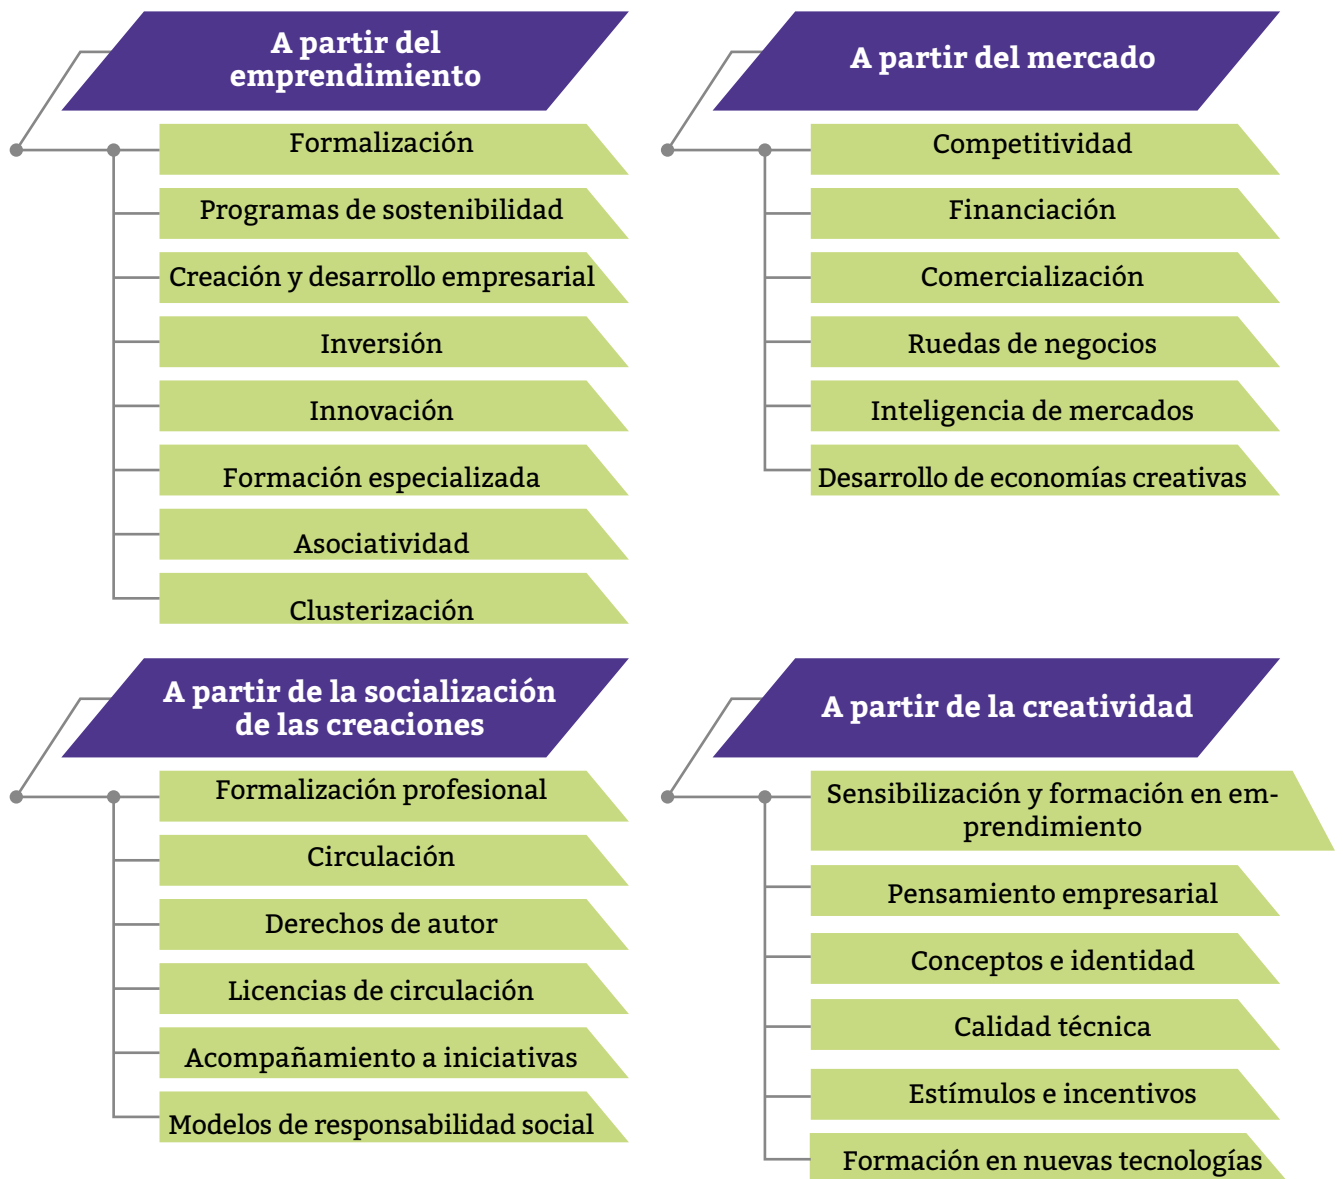 A partir del
emprendimiento
Formalización
Programas de sostenibilidad
Creación y desarrollo empresarial
Inversión
Innovación
Formación especializada
Asociatividad
Clusterización
A partir del mercado
Competitividad
Financiación
Comercialización
Ruedas de negocios
Inteligencia de mercados
Desarrollo de economías creativas
A partir de la socialización
de las creaciones
Formalización profesional
Circulación
Derechos de autor
Licencias de circulación
Acompañamiento a iniciativas
Modelos de responsabilidad social
A partir de la creatividad
Sensibilización y formación en em-
prendimiento
Pensamiento empresarial
Conceptos e identidad
Calidad técnica
Estímulos e incentivos
Formación en nuevas tecnologías